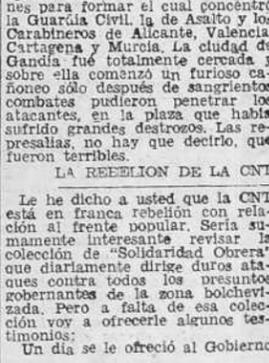 nes para formar el cual concentró
la Guardia Civil, la de Asalto y los
Carabineros de Alicante, Valencia
Cartagena y Murcia. La ciudad de
Gandia fué totalmente cercada y
sobre ella comenzó un furioso ca-
ñoneo sólo después de sangrientos
combates pudieron penetrar los
atacantes, en la plaza que había
sufrido grandes destrozos. Las re-
presalias, no hay que decirlo, que
fueron terribles.
LA REBELION DE LA CNT
Le he dicho a usted que la CNT
está en franca rebelión con rela-
ción al frente popular. Sería su-
mamente interesante revisar la
colección de "Solidaridad Obrera"
que diariamente dirige duros ata-
ques contra todos los presuntos
gobernantes de la zona bolchevi-
zada. Pero a falta de esa colec-
ción voy a ofrecerle algunos tes-
timonios:
Un día se le ofreció al Gobierno